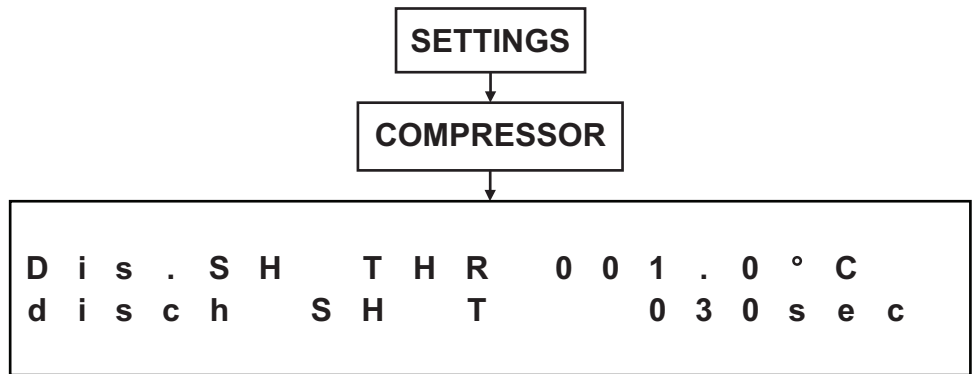 SETTINGS
COMPRESSOR
Dis.SH THR 001.0°C
disch SH T 030sec